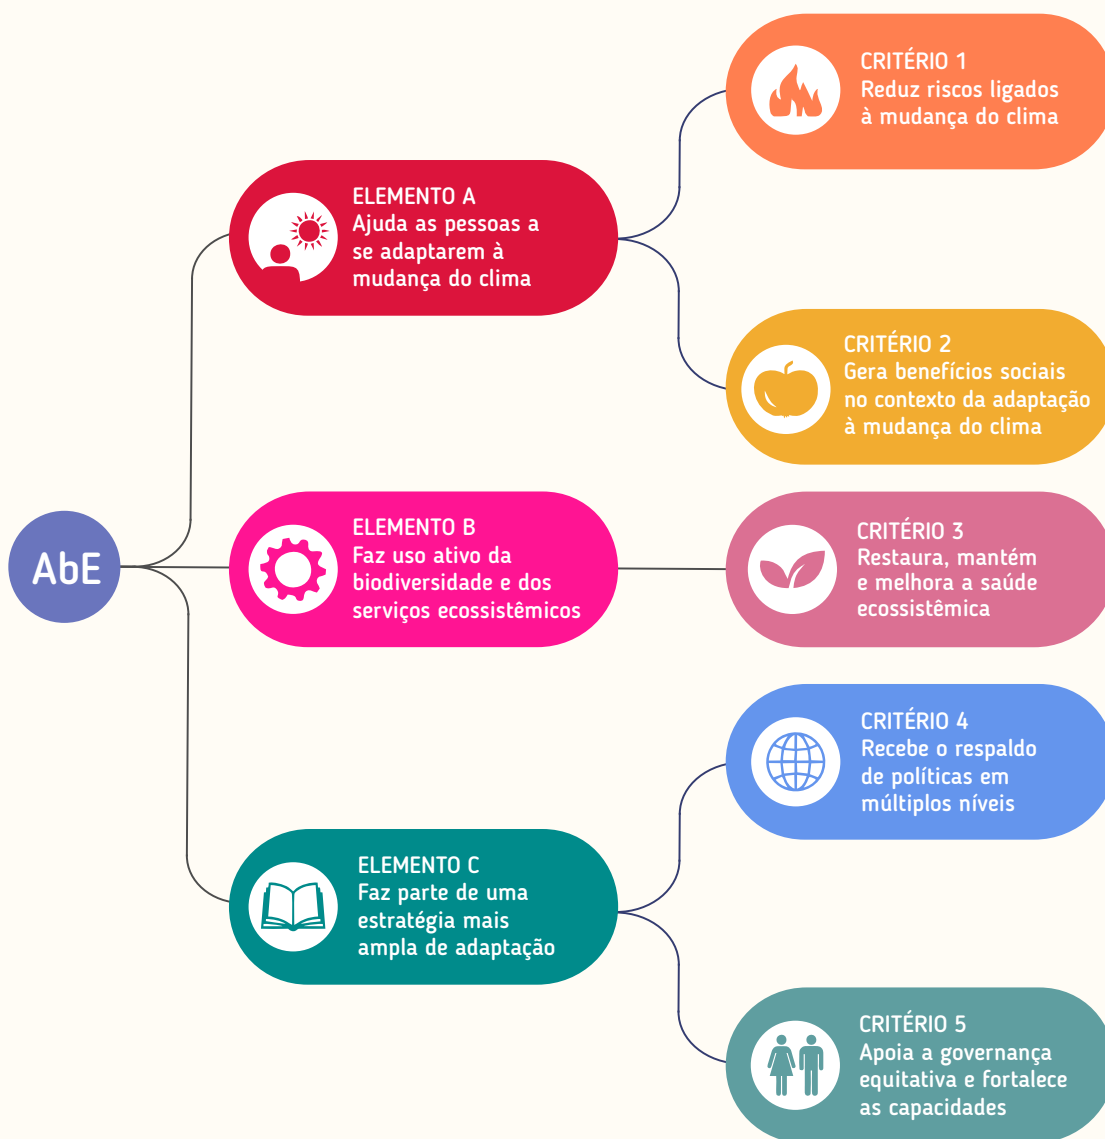 AbE
ELEMENTO A
Ajuda as pessoas a
se adaptarem à
mudança do clima
CRITÉRIO 1
Reduz riscos ligados
à mudança do clima
CRITÉRIO 2
Gera benefícios sociais
no contexto da adaptação
à mudança do clima
ELEMENTO B
Faz uso ativo da
biodiversidade e dos
serviços ecossistêmicos
CRITÉRIO 3
Restaura, mantém
e melhora a saúde
ecossistêmica
ELEMENTO C
Faz parte de uma
estratégia mais
ampla de adaptação
CRITÉRIO 4
Recebe o respaldo
de políticas em
múltiplos níveis
CRITÉRIO 5
Apoia a governança
equitativa e fortalece
as capacidades